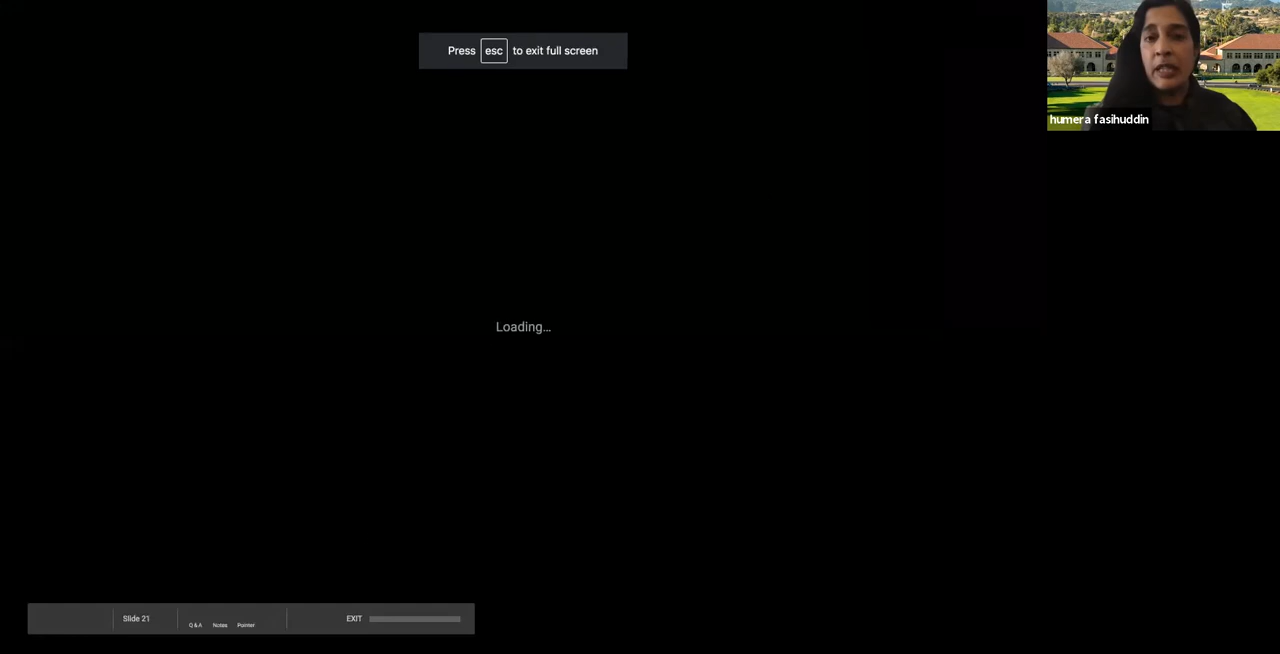 Press esc to exit full screen
humera fasihuddin
Loading...
Slide 21
Q & A Notes Pointer
EXIT